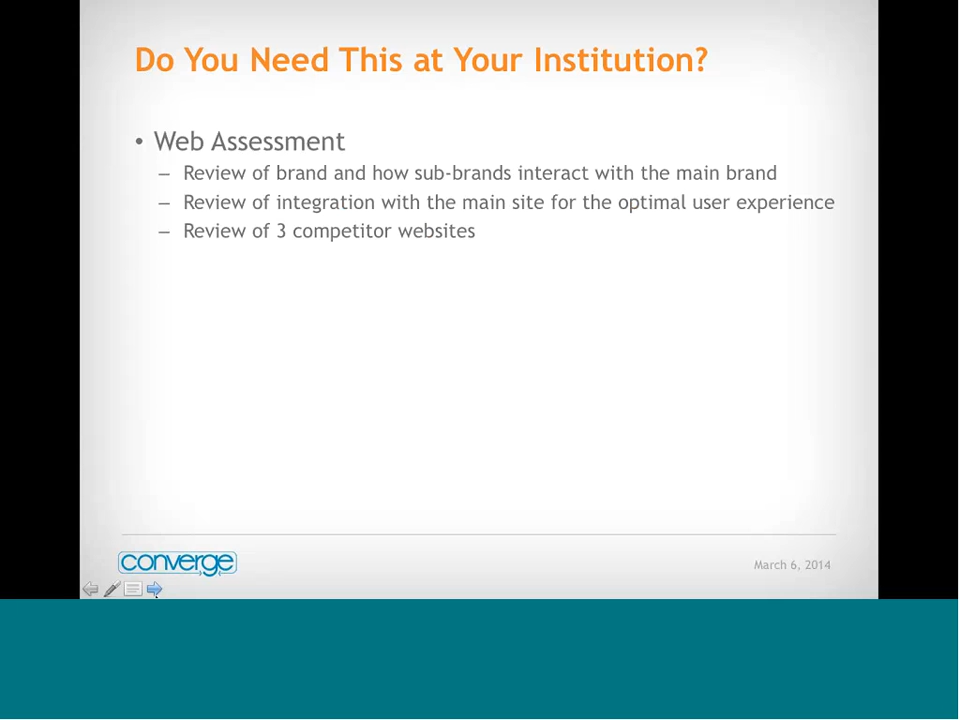 Do You Need This at Your Institution?
• Web Assessment
– Review of brand and how sub-brands interact with the main brand
– Review of integration with the main site for the optimal user experience
– Review of 3 competitor websites
converge
March 6, 2014